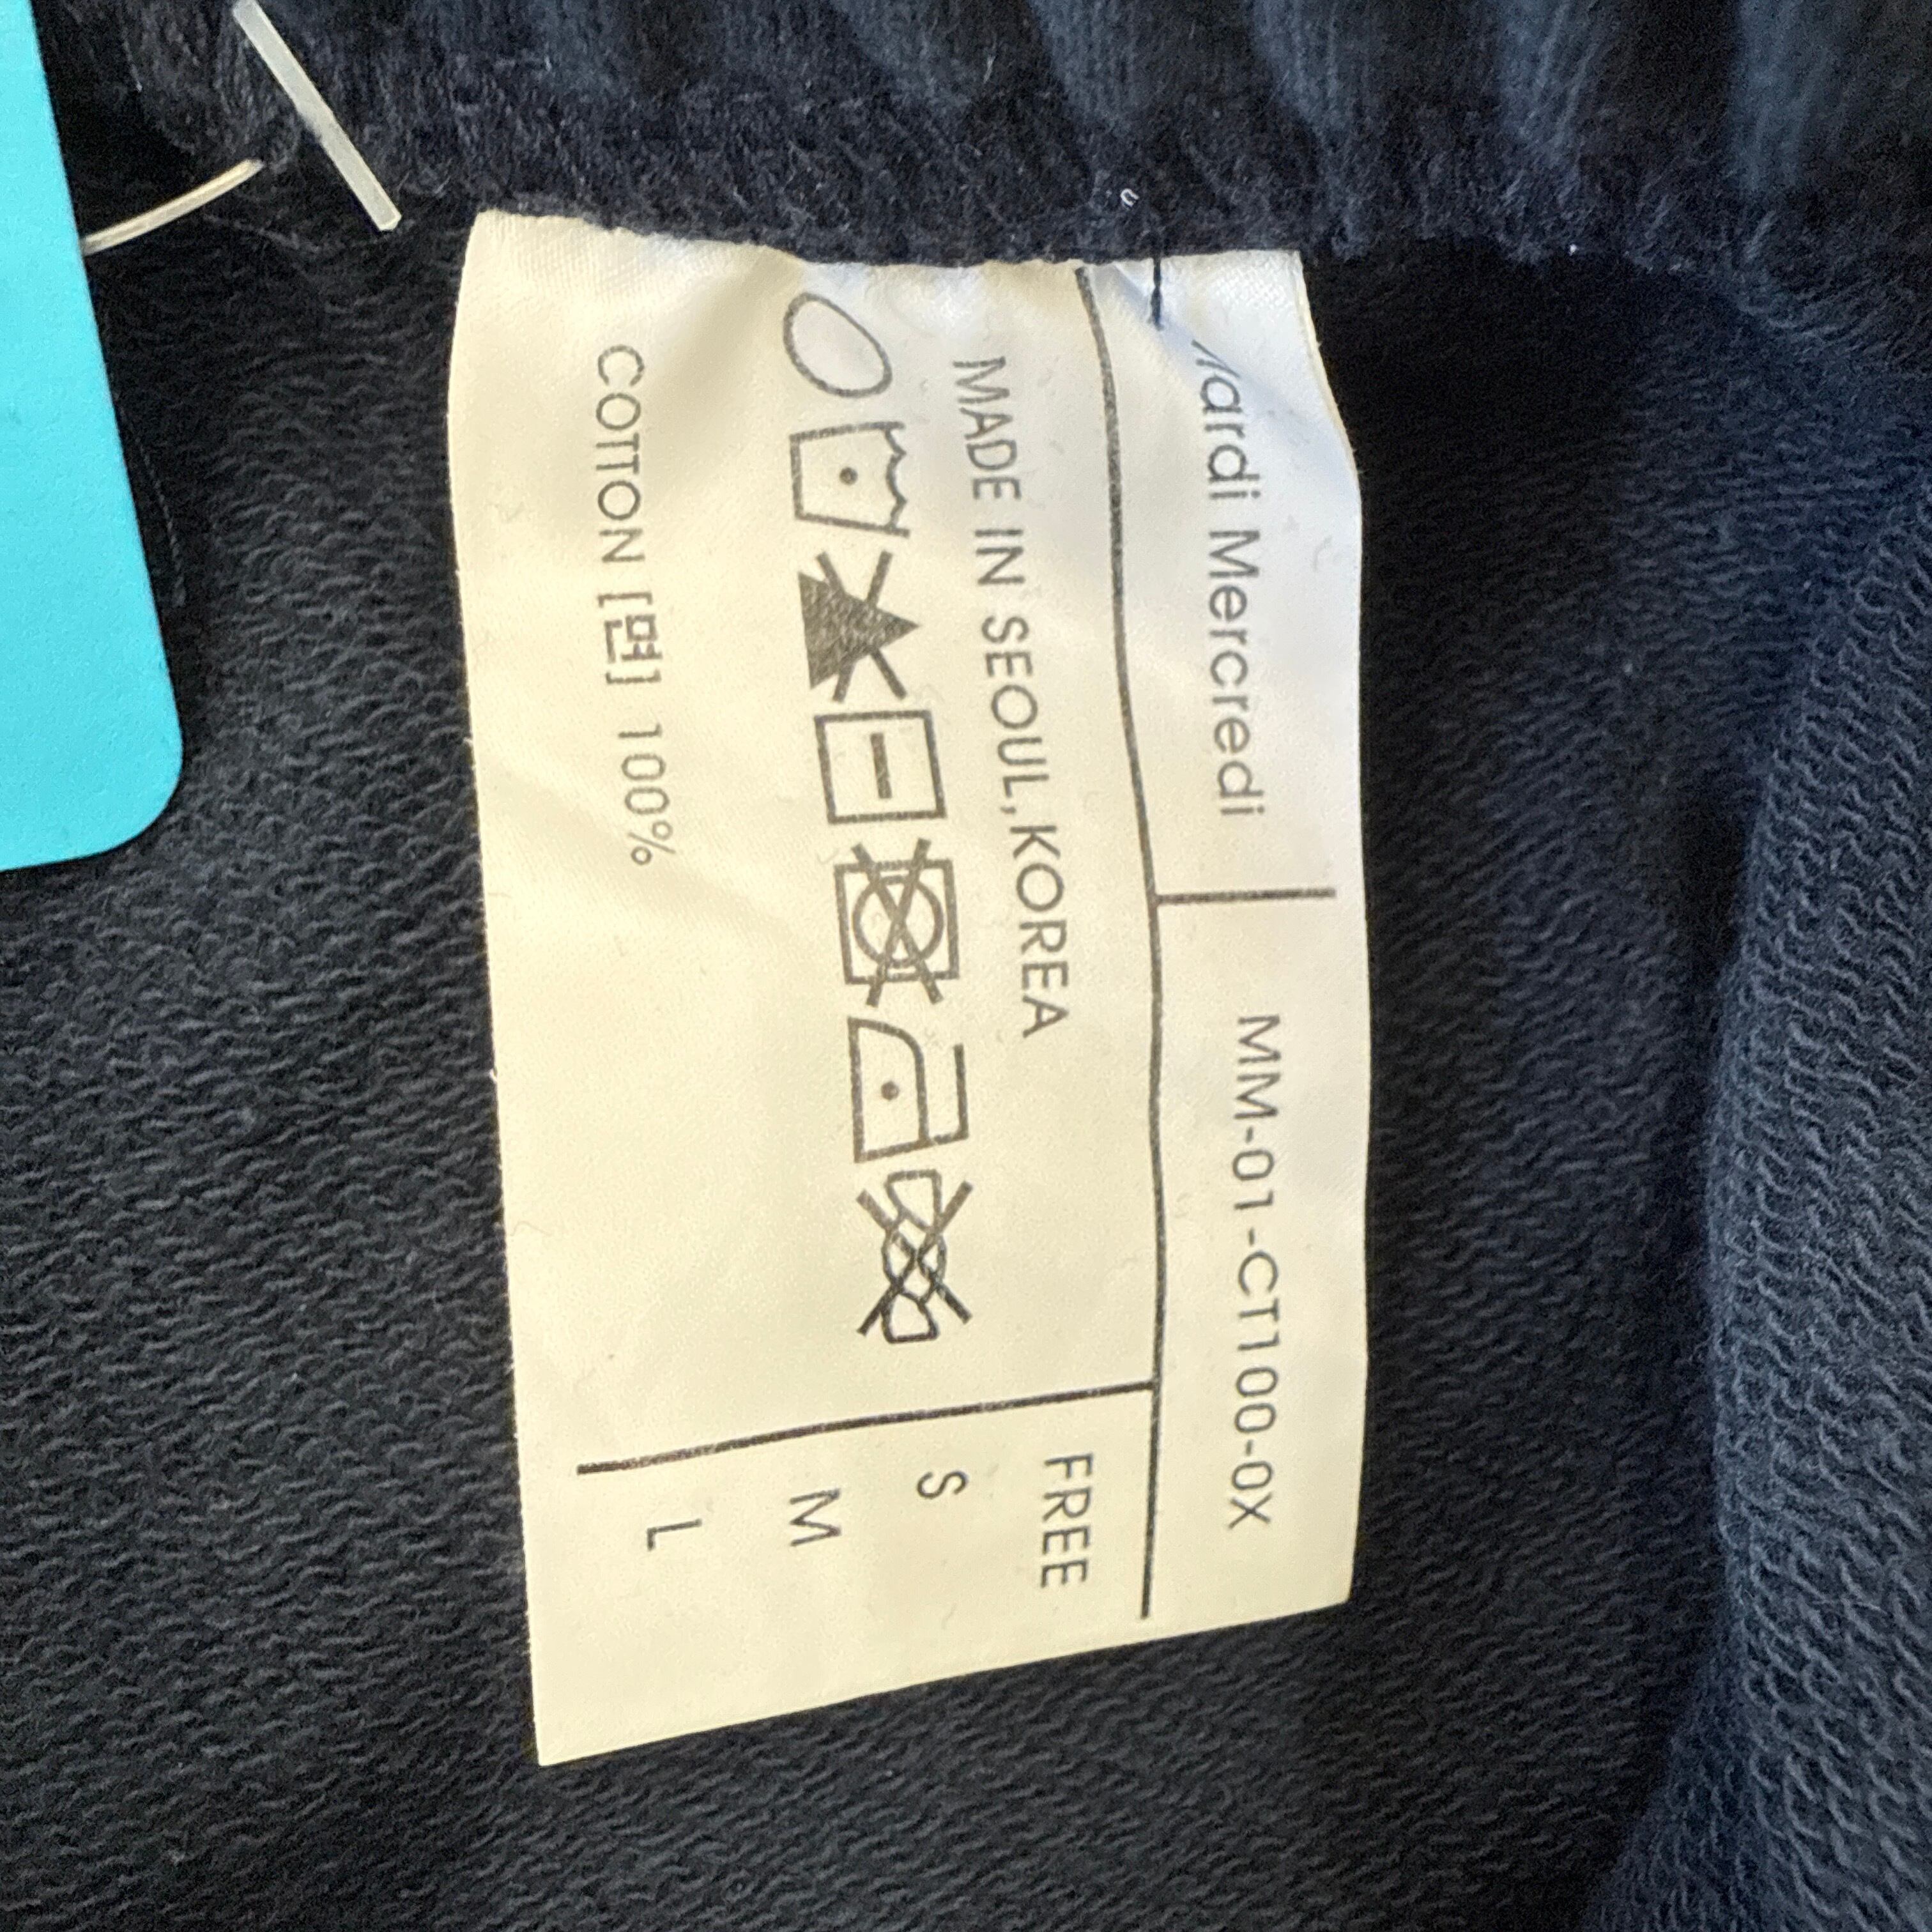 Mardi Mercredi
MM-01-CT100-0X
MADE IN SEOUL, KOREA
COTTON [면] 100%
FREE
S
M
L